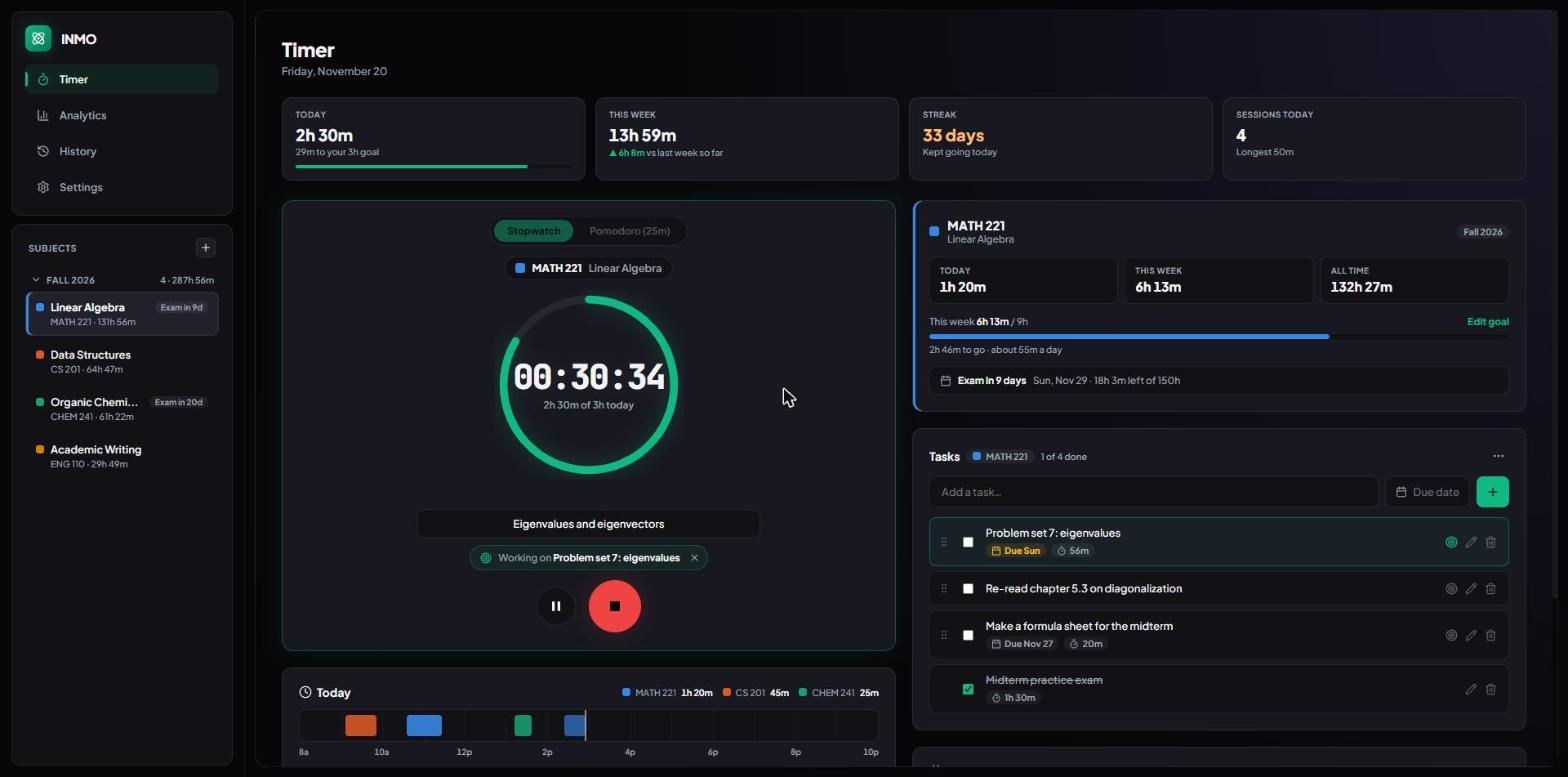 INMO
Timer
Analytics
History
Settings
SUBJECTS
FALL 2026 4 · 287h 56m
Linear Algebra Exam in 9d
MATH 221 · 131h 56m
Data Structures
CS 201 · 64h 47m
Organic Chemi... Exam in 20d
CHEM 241 · 61h 22m
Academic Writing
ENG 110 · 29h 49m
Timer
Friday, November 20
TODAY
2h 30m
29m to your 3h goal
THIS WEEK
13h 59m
▲ 6h 8m vs last week so far
STREAK
33 days
Kept going today
SESSIONS TODAY
4
Longest 50m
Stopwatch Pomodoro (25m)
MATH 221 Linear Algebra
00:30:34
2h 30m of 3h today
Eigenvalues and eigenvectors
Working on Problem set 7: eigenvalues
Today MATH 221 1h 20m CS 201 45m CHEM 241 25m
8a 10a 12p 2p 4p 6p 8p 10p
MATH 221 Fall 2026
Linear Algebra
TODAY
1h 20m
THIS WEEK
6h 13m
ALL TIME
132h 27m
This week 6h 13m / 9h Edit goal
2h 46m to go · about 55m a day
Exam in 9 days Sun, Nov 29 · 18h 3m left of 150h
Tasks MATH 221 1 of 4 done
Add a task... Due date
Problem set 7: eigenvalues
Due Sun 56m
Re-read chapter 5.3 on diagonalization
Make a formula sheet for the midterm
Due Nov 27 20m
Midterm practice exam
1h 30m